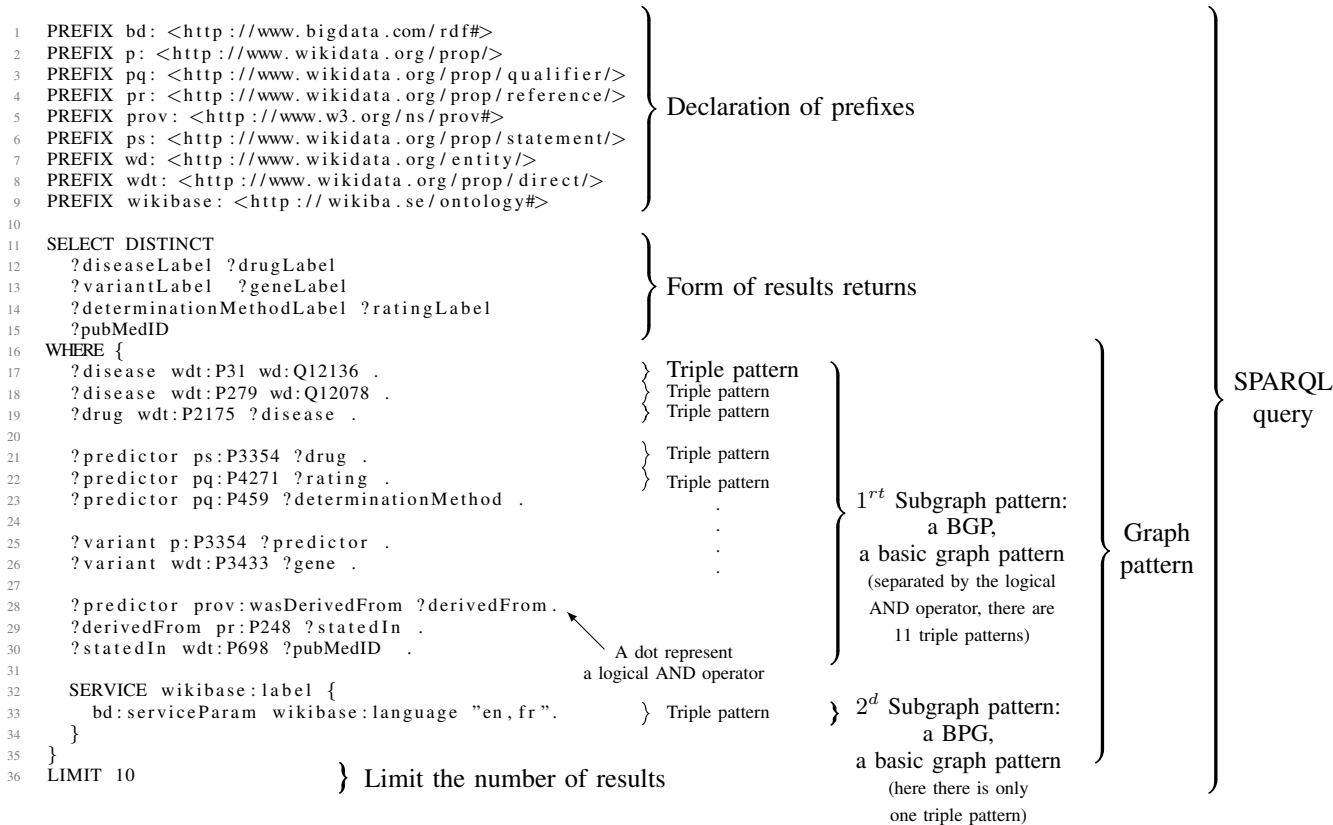 1 PREFIX bd: <http://www.bigdata.com/rdf#>
2 PREFIX p: <http://www.wikidata.org/prop/>
3 PREFIX pq: <http://www.wikidata.org/prop/qualifier/>
4 PREFIX pr: <http://www.wikidata.org/prop/reference/>
5 PREFIX prov: <http://www.w3.org/ns/prov#>
6 PREFIX ps: <http://www.wikidata.org/prop/statement/>
7 PREFIX wd: <http://www.wikidata.org/entity/>
8 PREFIX wdt: <http://www.wikidata.org/prop/direct/>
9 PREFIX wikibase: <http://wikiba.se/ontology#>
10
11 SELECT DISTINCT
12 ?diseaseLabel ?drugLabel
13 ?variantLabel ?geneLabel
14 ?determinationMethodLabel ?ratingLabel
15 ?pubMedID
16 WHERE {
17 ?disease wdt:P31 wd:Q12136 .
18 ?disease wdt:P279 wd:Q12078 .
19 ?drug wdt:P2175 ?disease .
20
21 ?predictor ps:P3354 ?drug .
22 ?predictor pq:P4271 ?rating .
23 ?predictor pq:P459 ?determinationMethod .
24
25 ?variant p:P3354 ?predictor .
26 ?variant wdt:P3433 ?gene .
27
28 ?predictor prov:wasDerivedFrom ?derivedFrom.
29 ?derivedFrom pr:P248 ?statedIn .
30 ?statedIn wdt:P698 ?pubMedID .
31
32 SERVICE wikibase:label {
33 bd:serviceParam wikibase:language "en,fr".
34 }
35 }
36 LIMIT 10
Declaration of prefixes
Form of results returns
Triple pattern
Triple pattern
Triple pattern
Triple pattern
Triple pattern
.
.
.
.
A dot represent
a logical AND operator
Triple pattern
Limit the number of results
1rt Subgraph pattern:
a BGP,
a basic graph pattern
(separated by the logical
AND operator, there are
11 triple patterns)
2d Subgraph pattern:
a BPG,
a basic graph pattern
(here there is only
one triple pattern)
Graph
pattern
SPARQL
query